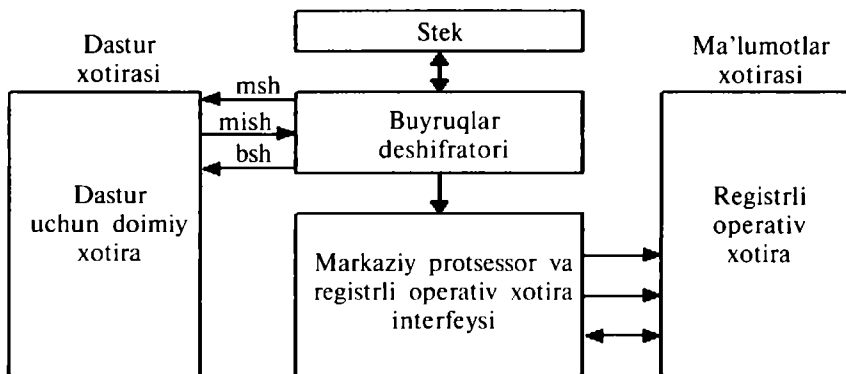 Stek
Dastur
xotirasi
Ma'lumotlar
xotirasi
msh
mish
bsh
Buyruqlar
deshifratori
Dastur
uchun doimiy
xotira
Registrli
operativ
xotira
Markaziy protsessor va
registrli operativ xotira
interfeysi